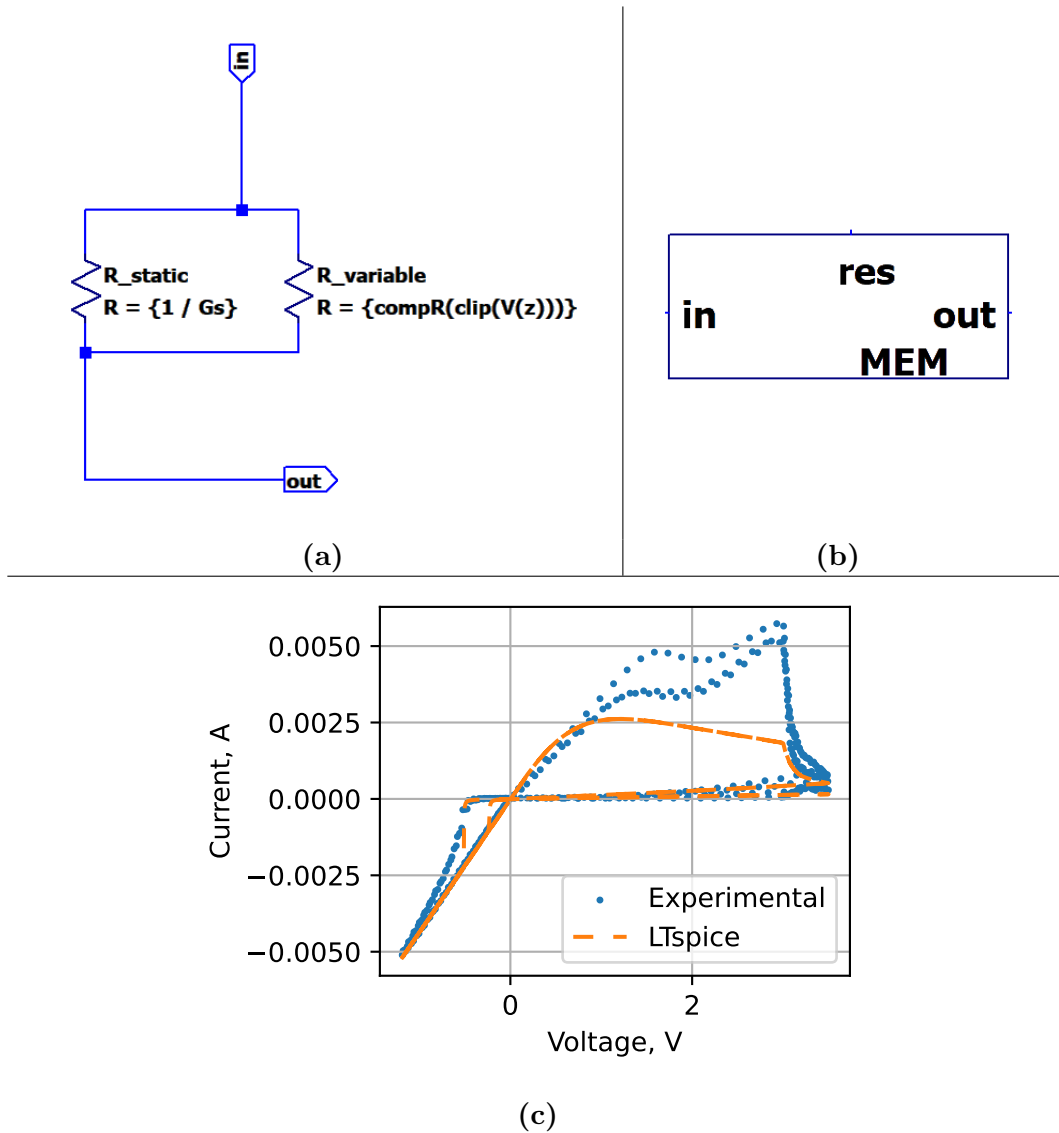 in
R_static
R = {1 / Gs}
R_variable
R = {compR(clip(V(z)))}
out
(a)
res
in
out
MEM
(b)
0.0050
0.0025
0.0000
−0.0025
−0.0050
Current, A
0
2
Voltage, V
Experimental
LTspice
(c)